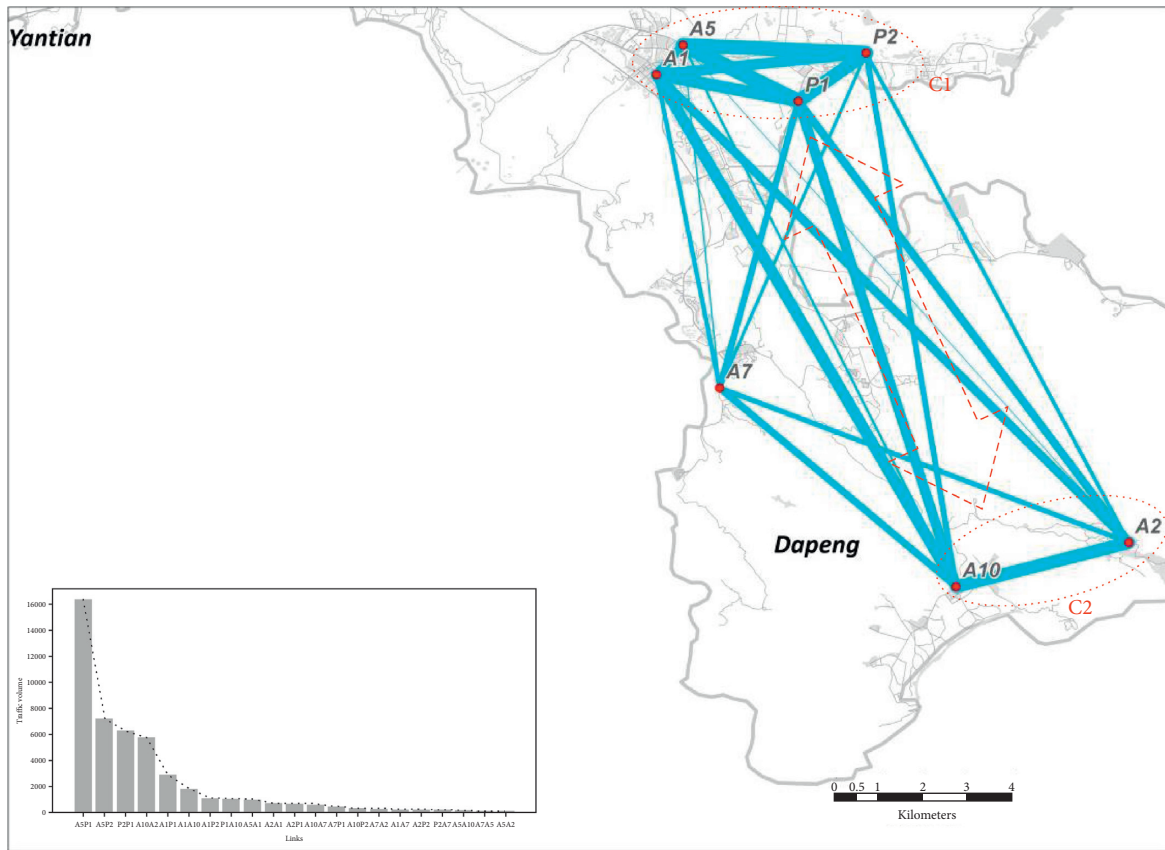 Yantian
A5
P2
A1
P1
C1
A7
Dapeng
A2
A10
C2
16000
14000
12000
10000
8000
6000
4000
2000
0
Traffic volume
A5P1 A5P2 P2P1 A10A2 A1P1 A1A10 A1P2 P1A10 A5A1 A2A1 A2P1 A10A7 A7P1 A10P2 A7A2 A1A7 A2P2 P2A7 A5A10 A7A5 A5A2
Links
0 0.5 1 2 3 4
Kilometers